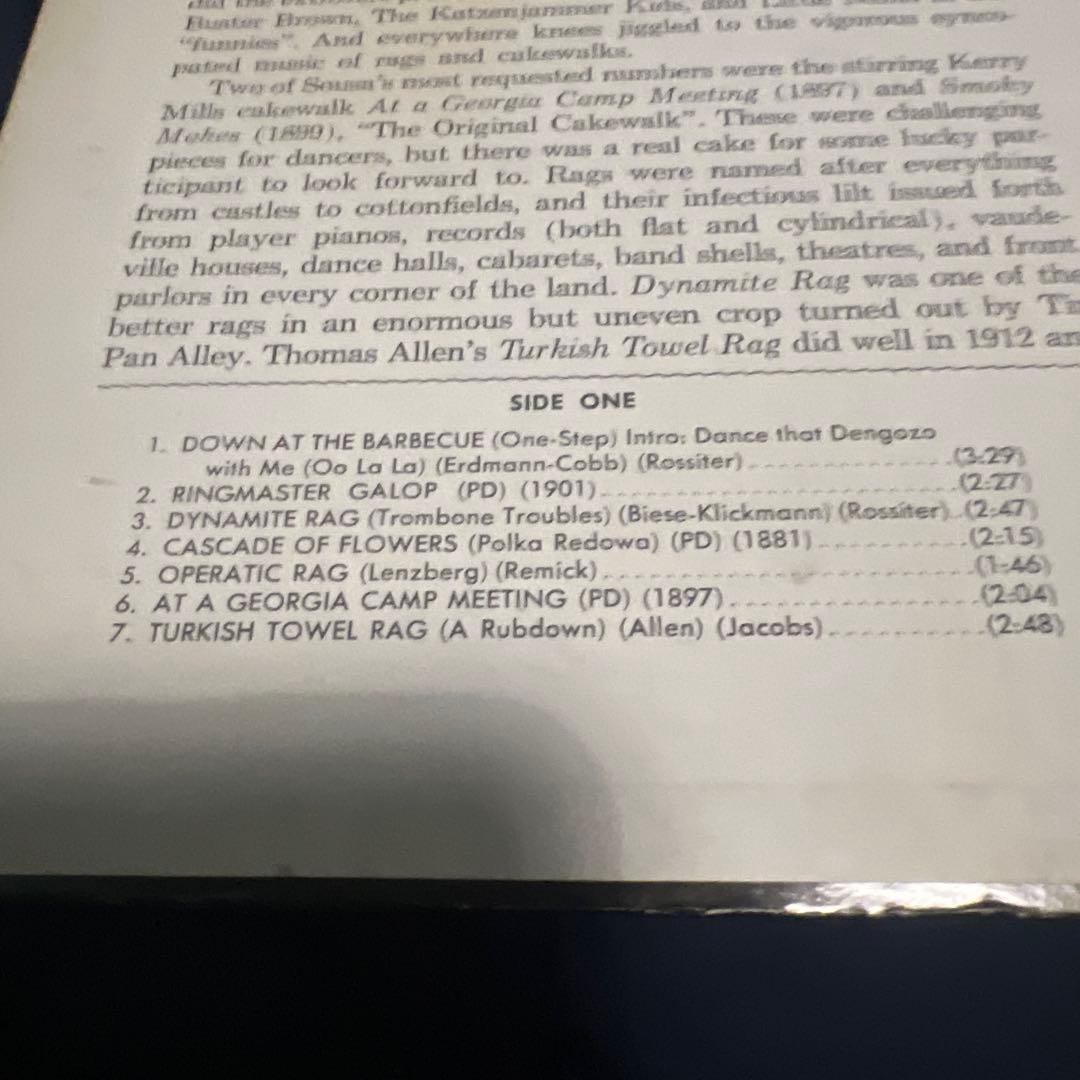 Buster Brown, The Katzenjammer Kids, and
"funnies". And everywhere knees jiggled to the vigorous synco-
pated music of rags and cakewalks.
Two of Sousa's most requested numbers were the stirring Kerry
Mills cakewalk At a Georgia Camp Meeting (1897) and Smoky
Mokes (1899), "The Original Cakewalk". These were challenging
pieces for dancers, but there was a real cake for some lucky par-
ticipant to look forward to. Rags were named after everything
from castles to cottonfields, and their infectious lilt issued forth
from player pianos, records (both flat and cylindrical), vaude-
ville houses, dance halls, cabarets, band shells, theatres, and front
parlors in every corner of the land. Dynamite Rag was one of the
better rags in an enormous but uneven crop turned out by Ti
Pan Alley. Thomas Allen's Turkish Towel Rag did well in 1912 an
SIDE ONE
1. DOWN AT THE BARBECUE (One-Step) Intro: Dance that Dengozo
with Me (Oo La La) (Erdmann-Cobb) (Rossiter) (3:29)
2. RINGMASTER GALOP (PD) (1901) (2:27)
3. DYNAMITE RAG (Trombone Troubles) (Biese-Klickmann) (Rossiter) (2:47)
4. CASCADE OF FLOWERS (Polka Redowa) (PD) (1881) (2:15)
5. OPERATIC RAG (Lenzberg) (Remick) (1:46)
6. AT A GEORGIA CAMP MEETING (PD) (1897) (2:04)
7. TURKISH TOWEL RAG (A Rubdown) (Allen) (Jacobs) (2:48)